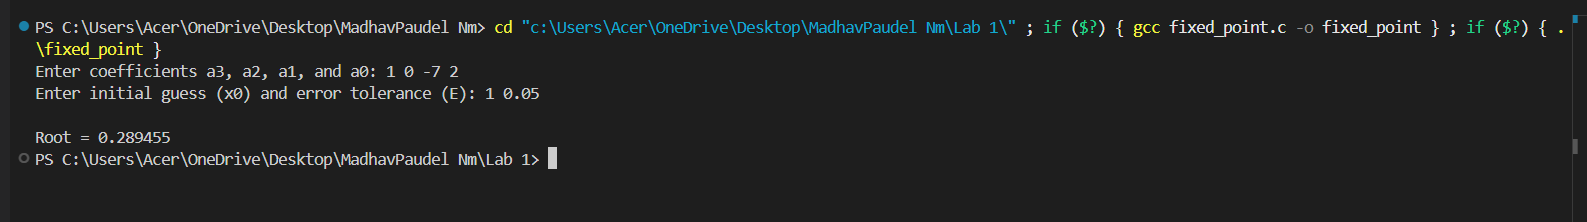 PS C:\Users\Acer\OneDrive\Desktop\MadhavPaudel Nm> cd "c:\Users\Acer\OneDrive\Desktop\MadhavPaudel Nm\Lab 1\" ; if ($?) { gcc fixed_point.c -o fixed_point } ; if ($?) { .
\fixed_point }
Enter coefficients a3, a2, a1, and a0: 1 0 -7 2
Enter initial guess (x0) and error tolerance (E): 1 0.05
Root = 0.289455
PS C:\Users\Acer\OneDrive\Desktop\MadhavPaudel Nm\Lab 1>